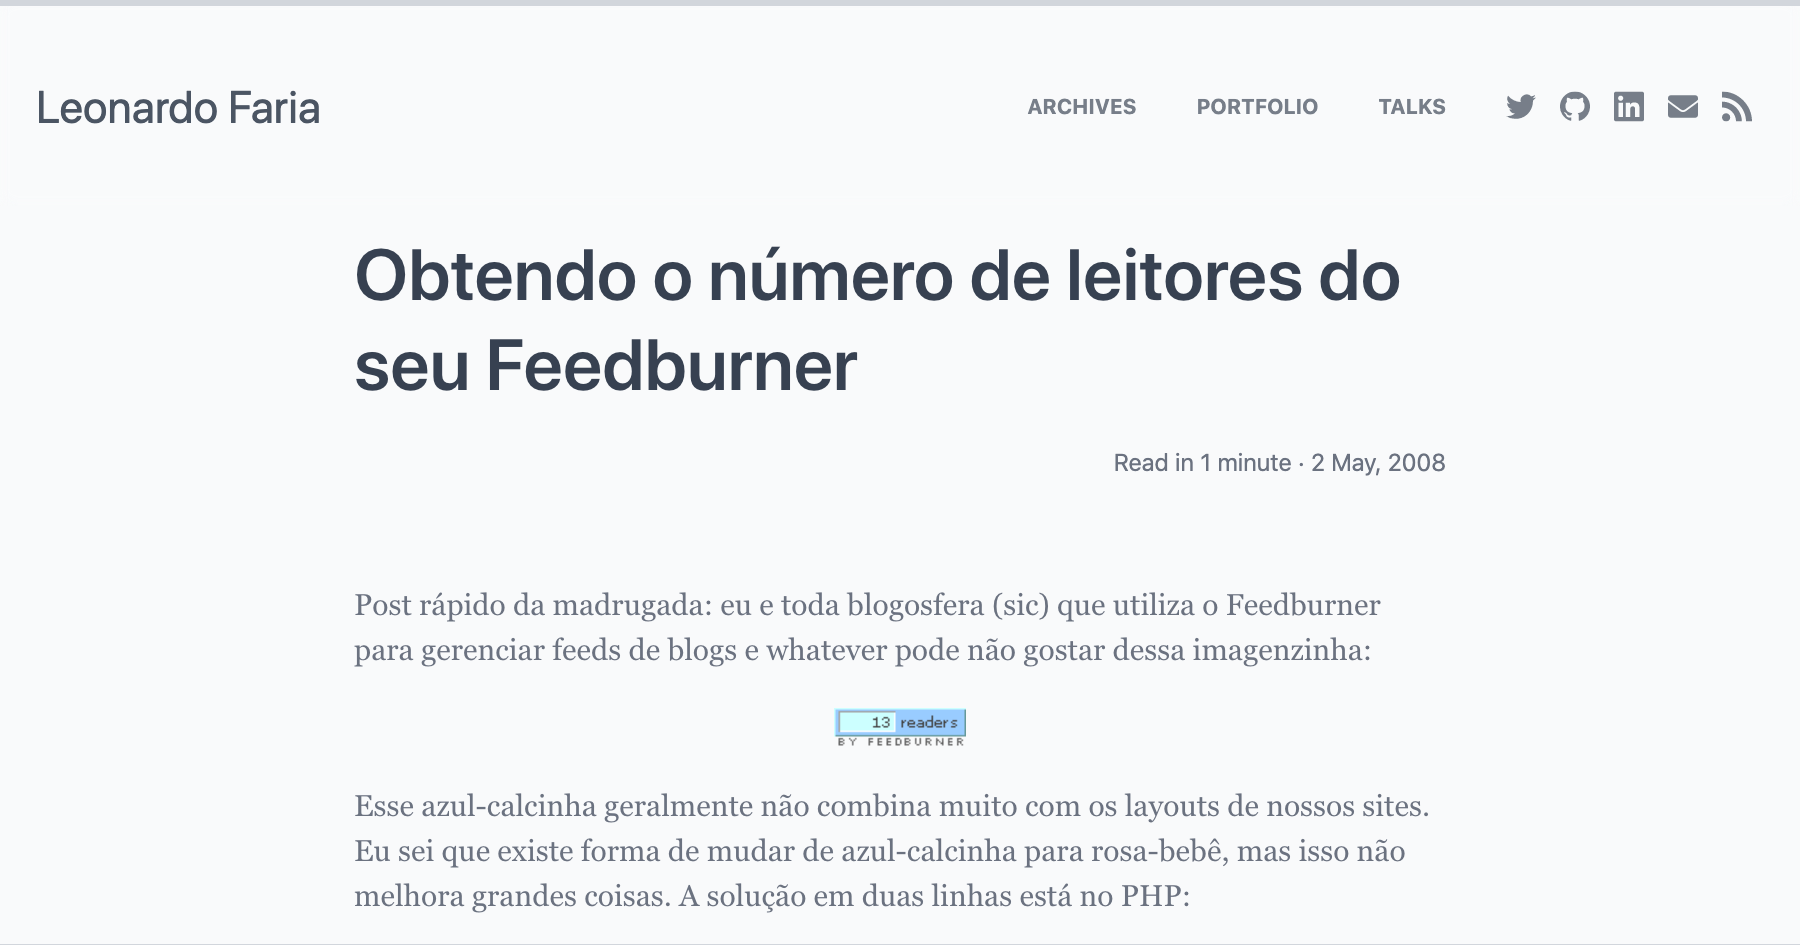 Leonardo Faria
ARCHIVES PORTFOLIO TALKS
Obtendo o número de leitores do
seu Feedburner
Read in 1 minute · 2 May, 2008
Post rápido da madrugada: eu e toda blogosfera (sic) que utiliza o Feedburner
para gerenciar feeds de blogs e whatever pode não gostar dessa imagenzinha:
13 readers
BY FEEDBURNER
Esse azul-calcinha geralmente não combina muito com os layouts de nossos sites.
Eu sei que existe forma de mudar de azul-calcinha para rosa-bebê, mas isso não
melhora grandes coisas. A solução em duas linhas está no PHP: